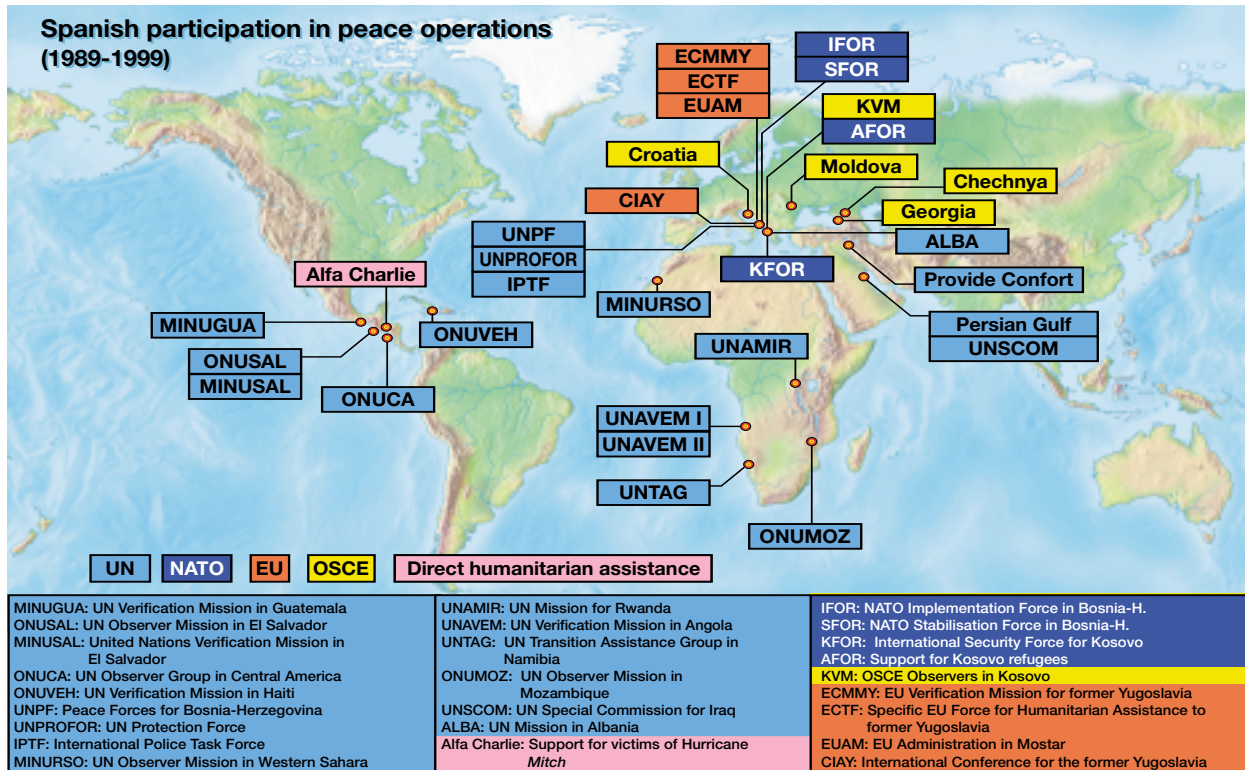 Spanish participation in peace operations
(1989-1999)
ECMMY
ECTF
EUAM
IFOR
SFOR
KVM
AFOR
Croatia
Moldova
Chechnya
CIAY
Georgia
UNPF
UNPROFOR
IPTF
ALBA
KFOR
Alfa Charlie
Provide Confort
MINURSO
MINUGUA
ONUVEH
Persian Gulf
UNSCOM
ONUSAL
MINUSAL
UNAMIR
ONUCA
UNAVEM I
UNAVEM II
UNTAG
ONUMOZ
UN
NATO
EU
OSCE
Direct humanitarian assistance
MINUGUA: UN Verification Mission in Guatemala
ONUSAL: UN Observer Mission in El Salvador
MINUSAL: United Nations Verification Mission in
El Salvador
ONUCA: UN Observer Group in Central America
ONUVEH: UN Verification Mission in Haiti
UNPF: Peace Forces for Bosnia-Herzegovina
UNPROFOR: UN Protection Force
IPTF: International Police Task Force
MINURSO: UN Observer Mission in Western Sahara
UNAMIR: UN Mission for Rwanda
UNAVEM: UN Verification Mission in Angola
UNTAG: UN Transition Assistance Group in
Namibia
ONUMOZ: UN Observer Mission in
Mozambique
UNSCOM: UN Special Commission for Iraq
ALBA: UN Mission in Albania
Alfa Charlie: Support for victims of Hurricane
Mitch
IFOR: NATO Implementation Force in Bosnia-H.
SFOR: NATO Stabilisation Force in Bosnia-H.
KFOR: International Security Force for Kosovo
AFOR: Support for Kosovo refugees
KVM: OSCE Observers in Kosovo
ECMMY: EU Verification Mission for former Yugoslavia
ECTF: Specific EU Force for Humanitarian Assistance to
former Yugoslavia
EUAM: EU Administration in Mostar
CIAY: International Conference for the former Yugoslavia